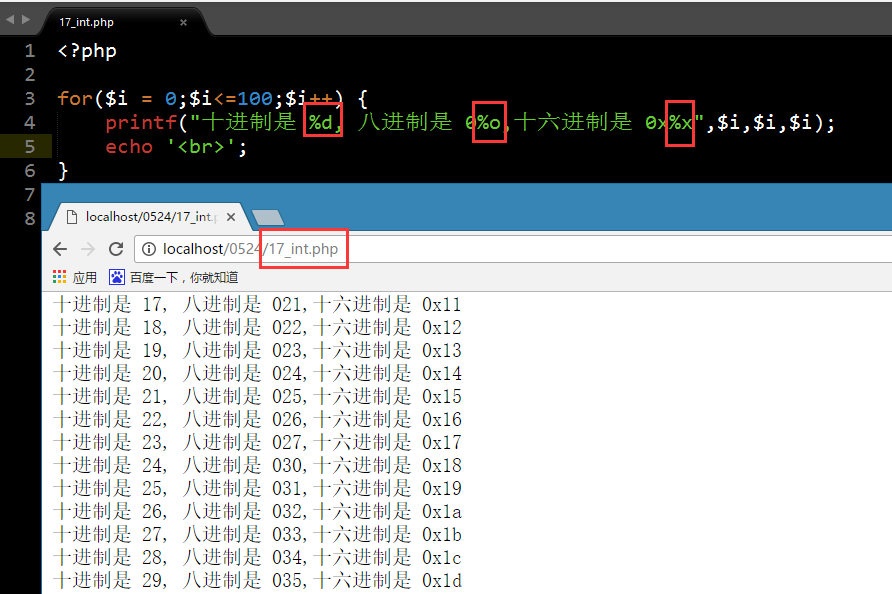 17_int.php ×
1 <?php
2
3 for($i = 0;$i<=100;$i++) {
4 printf("十进制是 %d, 八进制是 0%o,十六进制是 0x%x",$i,$i,$i);
5 echo '<br>';
6 }
7
8
localhost/0524/17_int.p ×
localhost/0524/17_int.php
应用 百度一下，你就知道
十进制是 17, 八进制是 021,十六进制是 0x11
十进制是 18, 八进制是 022,十六进制是 0x12
十进制是 19, 八进制是 023,十六进制是 0x13
十进制是 20, 八进制是 024,十六进制是 0x14
十进制是 21, 八进制是 025,十六进制是 0x15
十进制是 22, 八进制是 026,十六进制是 0x16
十进制是 23, 八进制是 027,十六进制是 0x17
十进制是 24, 八进制是 030,十六进制是 0x18
十进制是 25, 八进制是 031,十六进制是 0x19
十进制是 26, 八进制是 032,十六进制是 0x1a
十进制是 27, 八进制是 033,十六进制是 0x1b
十进制是 28, 八进制是 034,十六进制是 0x1c
十进制是 29, 八进制是 035,十六进制是 0x1d